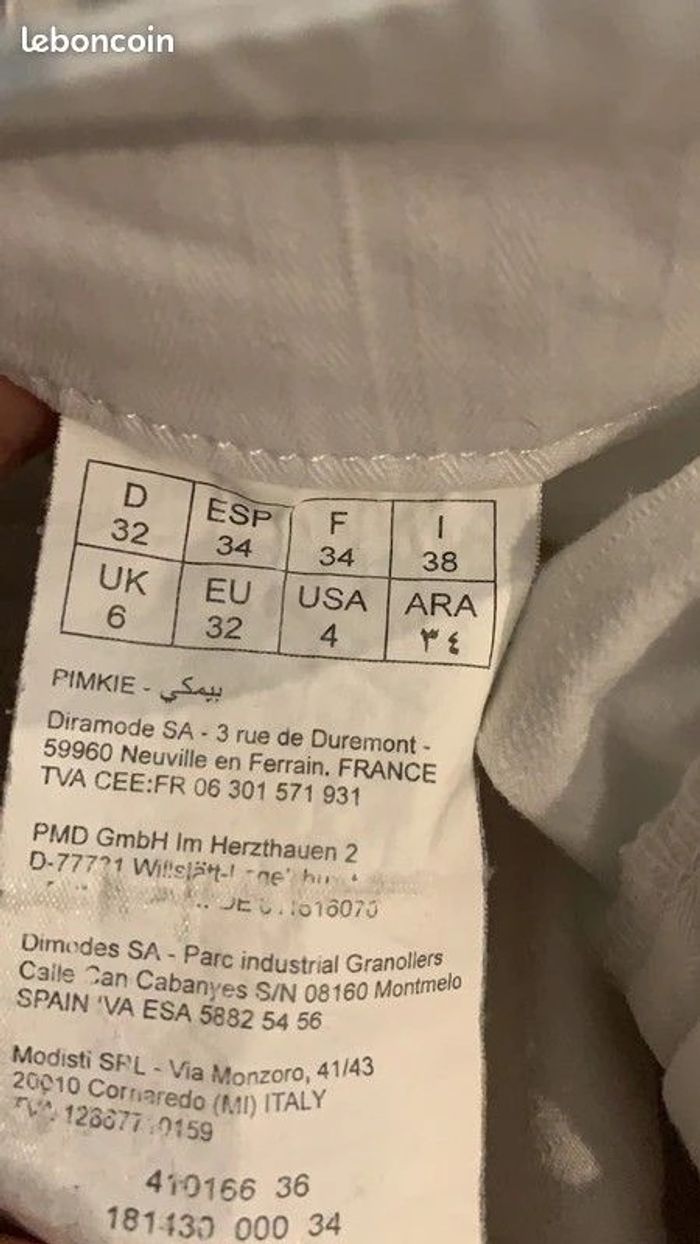 leboncoin
D ESP F I
32 34 34 38
UK EU USA ARA
6 32 4 ٣٤
PIMKIE - بيمكي
Diramode SA - 3 rue de Duremont -
59960 Neuville en Ferrain. FRANCE
TVA CEE:FR 06 301 571 931
PMD GmbH Im Herzthauen 2
Dimodes SA - Parc industrial Granollers
Calle Can Cabanyes S/N 08160 Montmelo
SPAIN TVA ESA 5882 54 56
Modisti SRL - Via Monzoro, 41/43
20010 Cornaredo (MI) ITALY
410166 36
181430 000 34